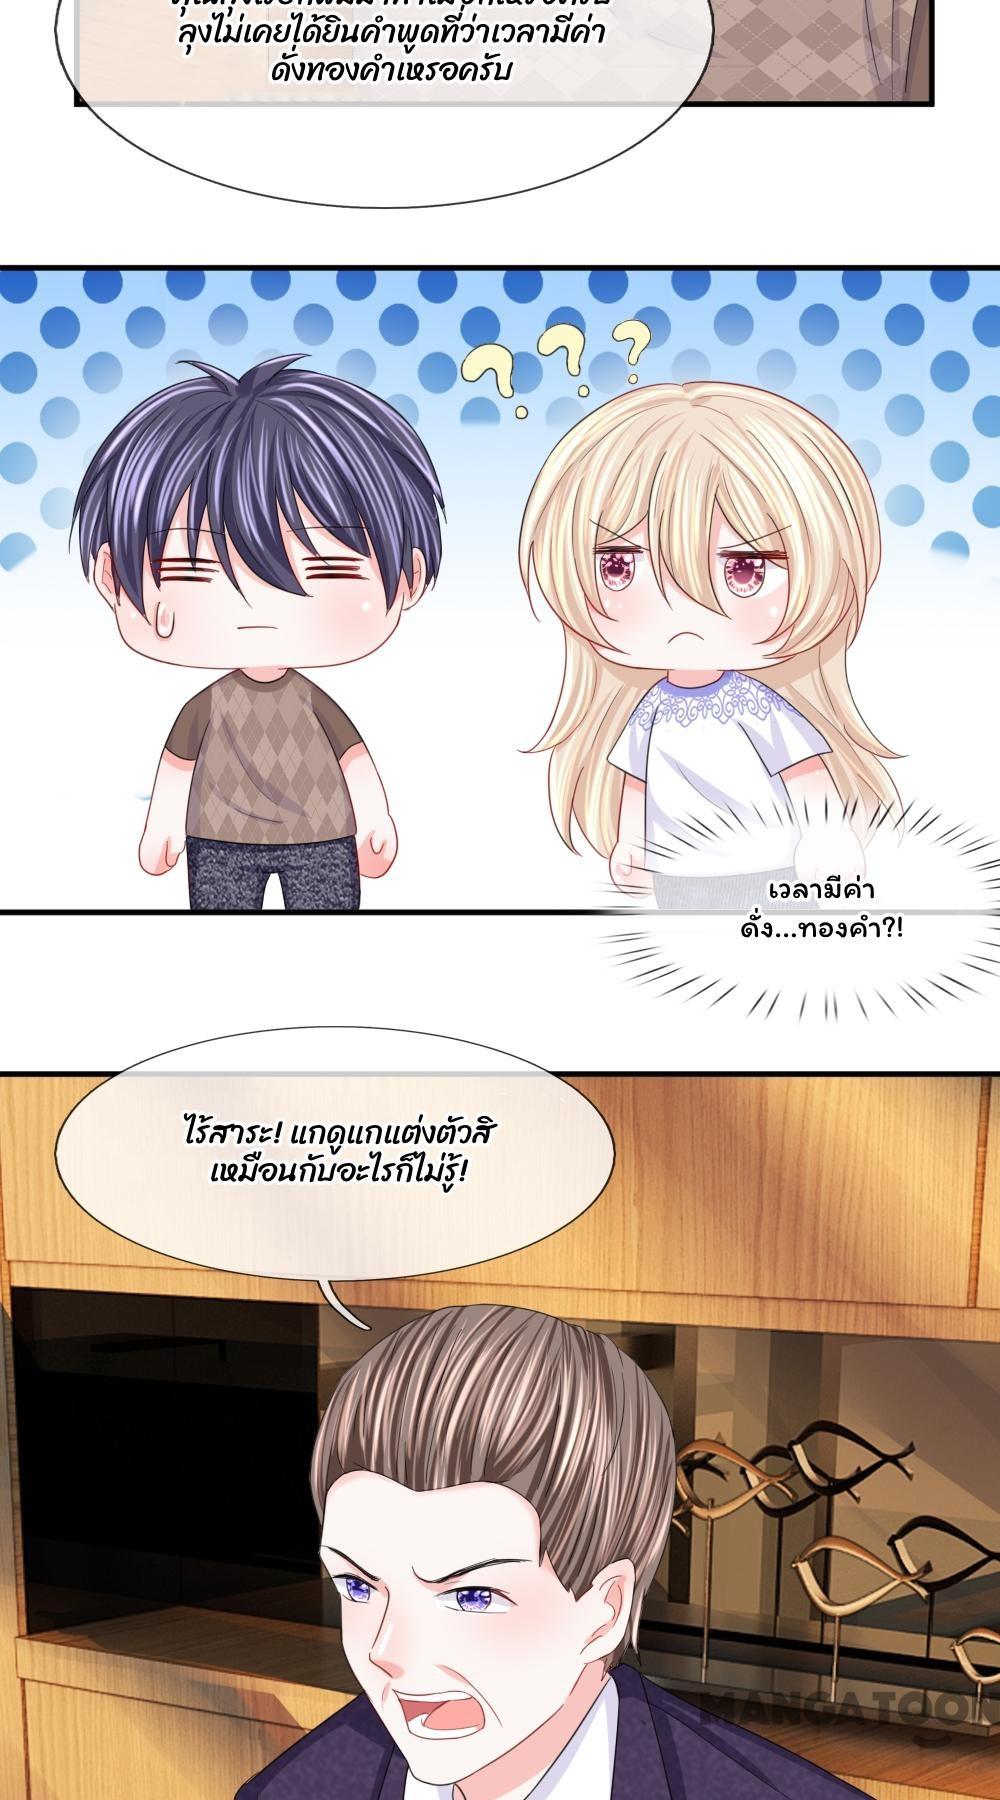 ลุงไม่เคยได้ยินคำพูดที่ว่าเวลามีค่า
ดั่งทองคำเหรอครับ
เวลามีค่า
ดั่ง...ทองคำ?!
ไร้สาระ! แกดูแกแต่งตัวสิ
เหมือนกับอะไรก็ไม่รู้!
MANGATOON